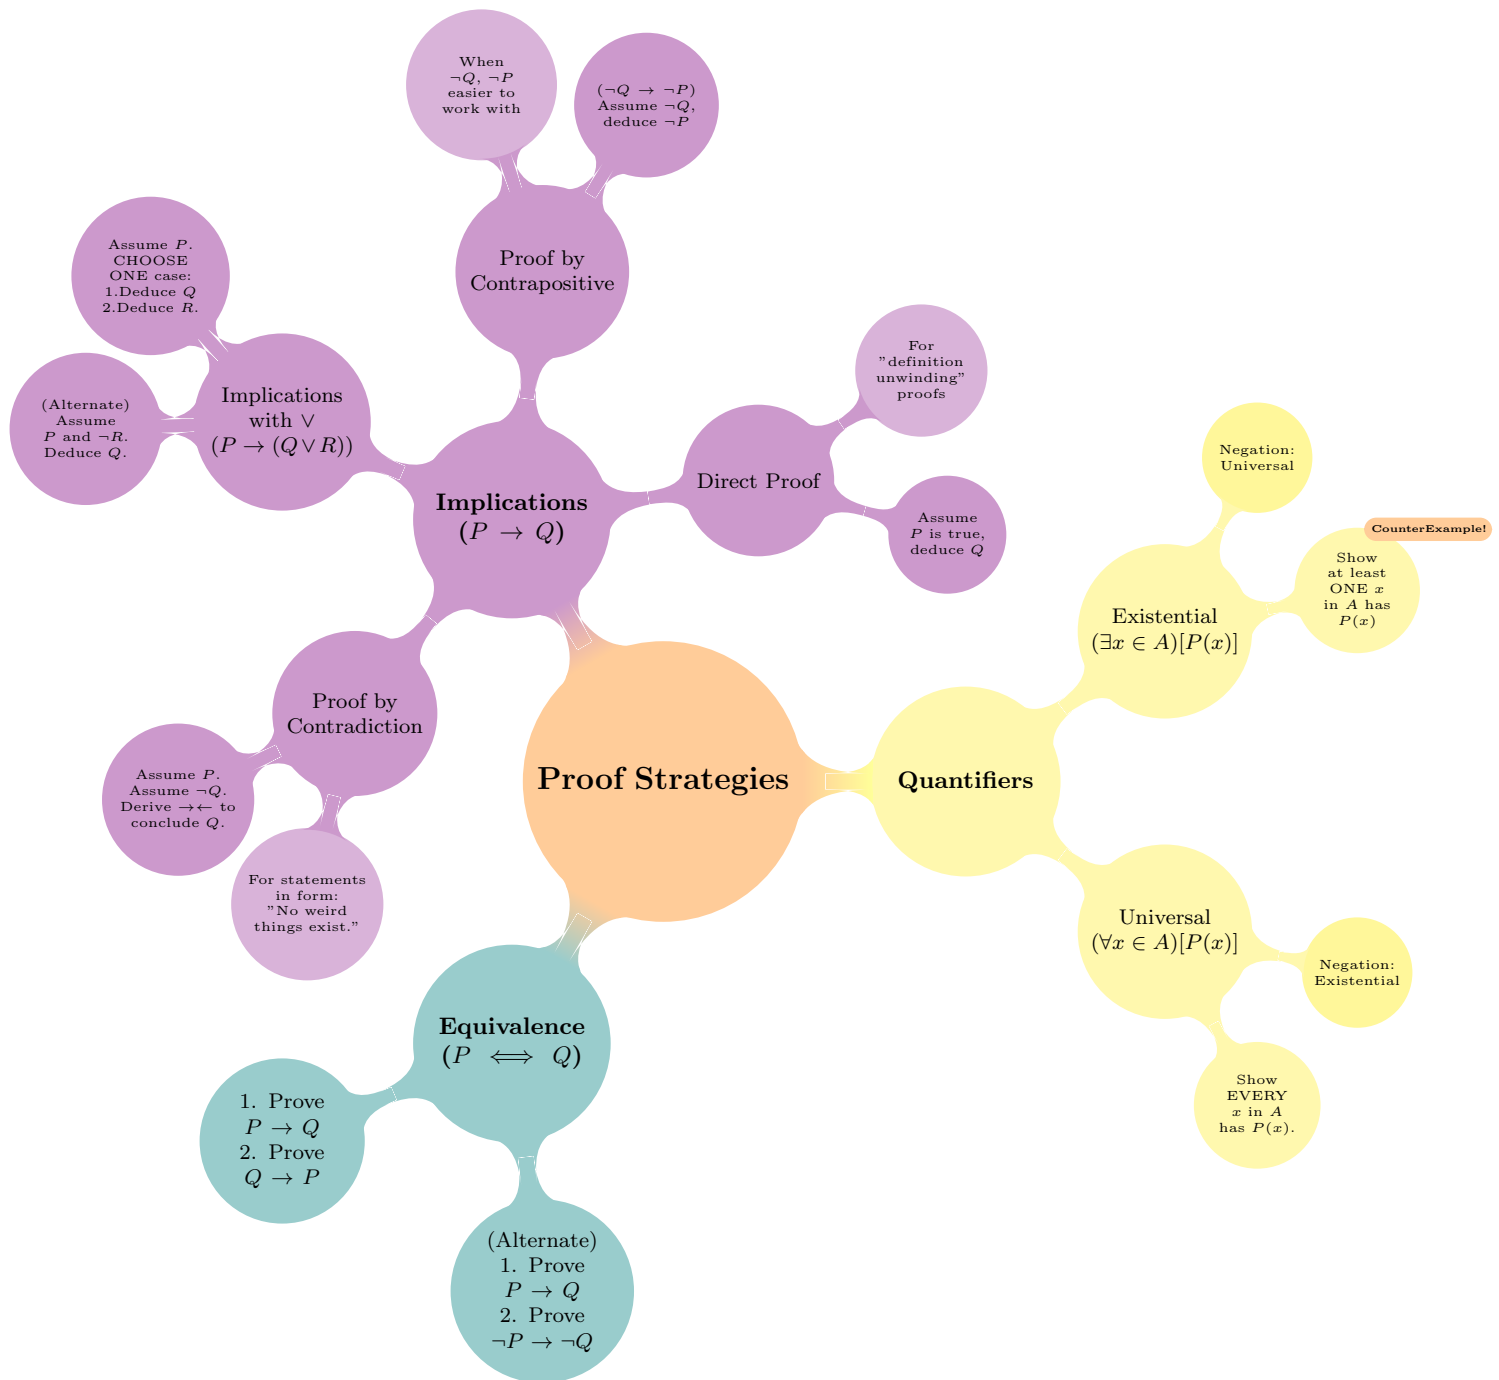 Proof Strategies
Implications
(P → Q)
Proof by
Contrapositive
When
¬Q, ¬P
easier to
work with
(¬Q → ¬P)
Assume ¬Q,
deduce ¬P
Implications
with ∨
(P → (Q ∨ R))
Assume P.
CHOOSE
ONE case:
1.Deduce Q
2.Deduce R.
(Alternate)
Assume
P and ¬R.
Deduce Q.
Direct Proof
For
”definition
unwinding”
proofs
Assume
P is true,
deduce Q
Proof by
Contradiction
Assume P.
Assume ¬Q.
Derive →← to
conclude Q.
For statements
in form:
”No weird
things exist.”
Quantifiers
Existential
(∃x ∈ A)[P(x)]
Negation:
Universal
CounterExample!
Show
at least
ONE x
in A has
P(x)
Universal
(∀x ∈ A)[P(x)]
Negation:
Existential
Show
EVERY
x in A
has P(x).
Equivalence
(P ⟺ Q)
1. Prove
P → Q
2. Prove
Q → P
(Alternate)
1. Prove
P → Q
2. Prove
¬P → ¬Q